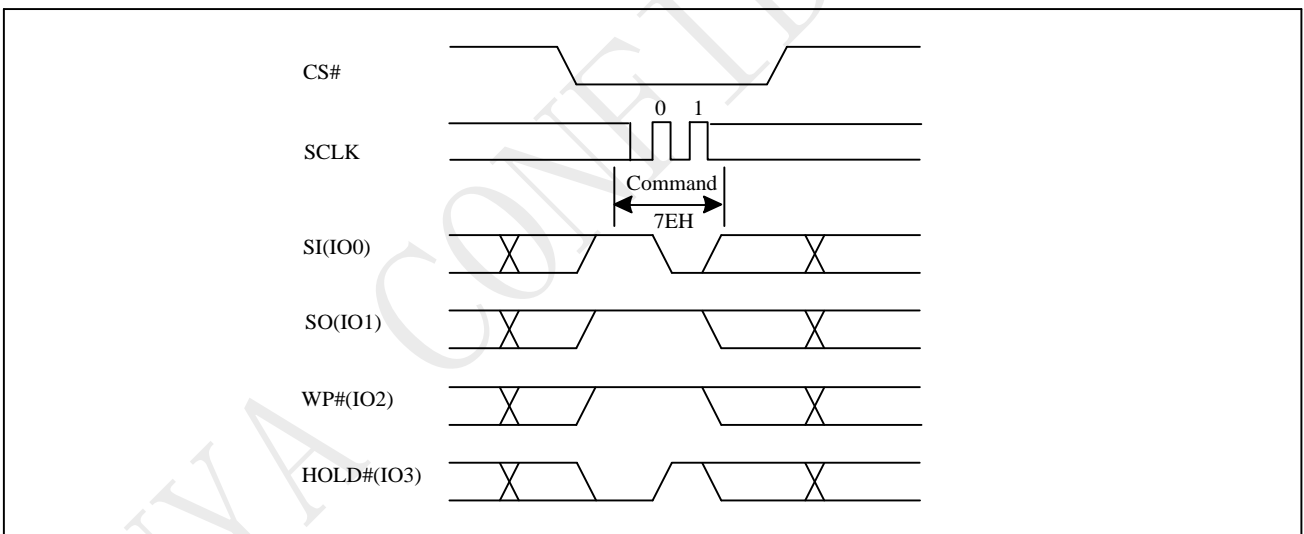 CS#
0 1
SCLK
Command
7EH
SI(IO0)
SO(IO1)
WP#(IO2)
HOLD#(IO3)